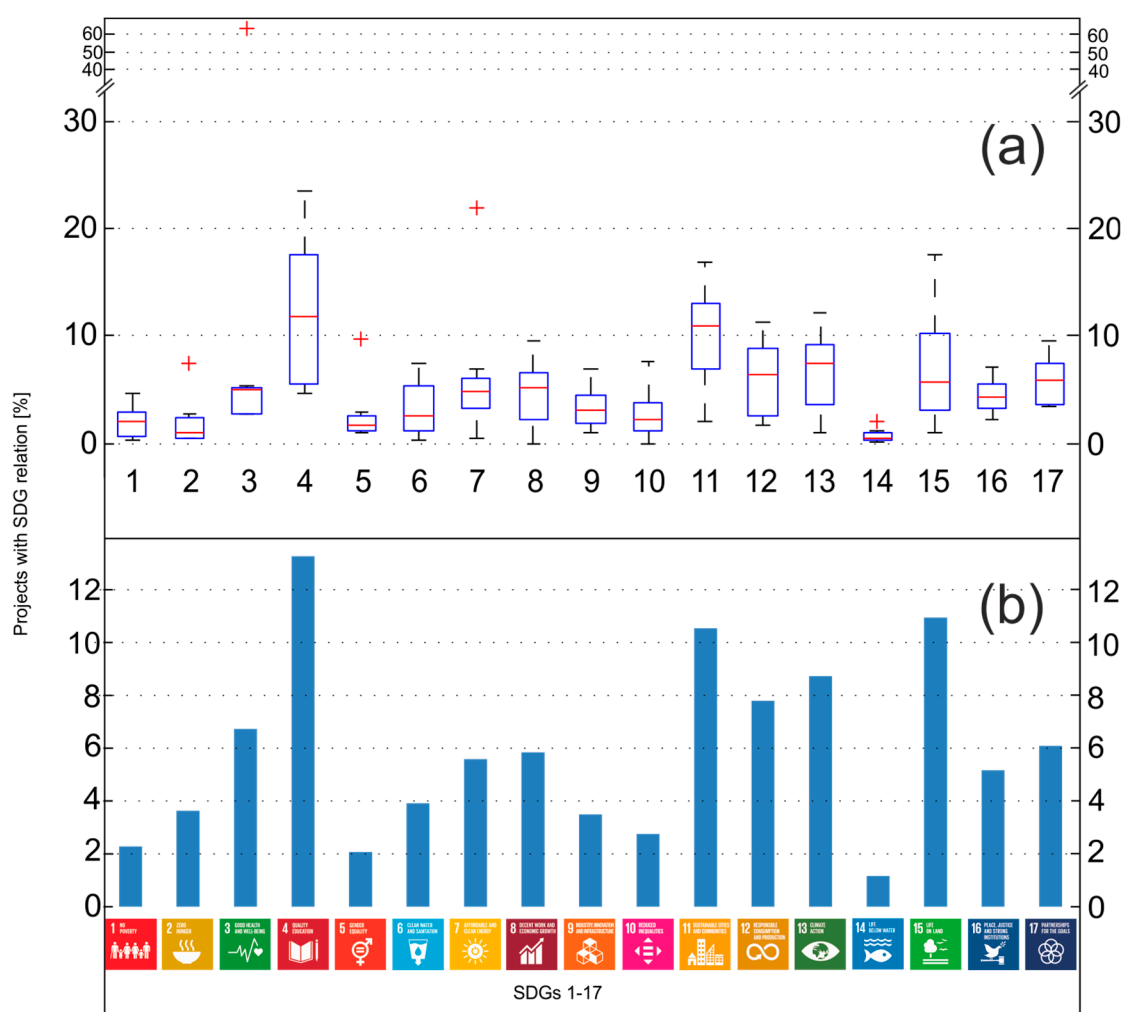 60 60
50 50
40 40
30 30
(a)
20 20
10 10
0 0
1 2 3 4 5 6 7 8 9 10 11 12 13 14 15 16 17
Projects with SDG relation [%]
(b)
12 12
10 10
8 8
6 6
4 4
2 2
0 0
1 NO POVERTY
2 ZERO HUNGER
3 GOOD HEALTH AND WELL-BEING
4 QUALITY EDUCATION
5 GENDER EQUALITY
6 CLEAN WATER AND SANITATION
7 AFFORDABLE AND CLEAN ENERGY
8 DECENT WORK AND ECONOMIC GROWTH
9 INDUSTRY, INNOVATION AND INFRASTRUCTURE
10 REDUCED INEQUALITIES
11 SUSTAINABLE CITIES AND COMMUNITIES
12 RESPONSIBLE CONSUMPTION AND PRODUCTION
13 CLIMATE ACTION
14 LIFE BELOW WATER
15 LIFE ON LAND
16 PEACE, JUSTICE AND STRONG INSTITUTIONS
17 PARTNERSHIPS FOR THE GOALS
SDGs 1-17